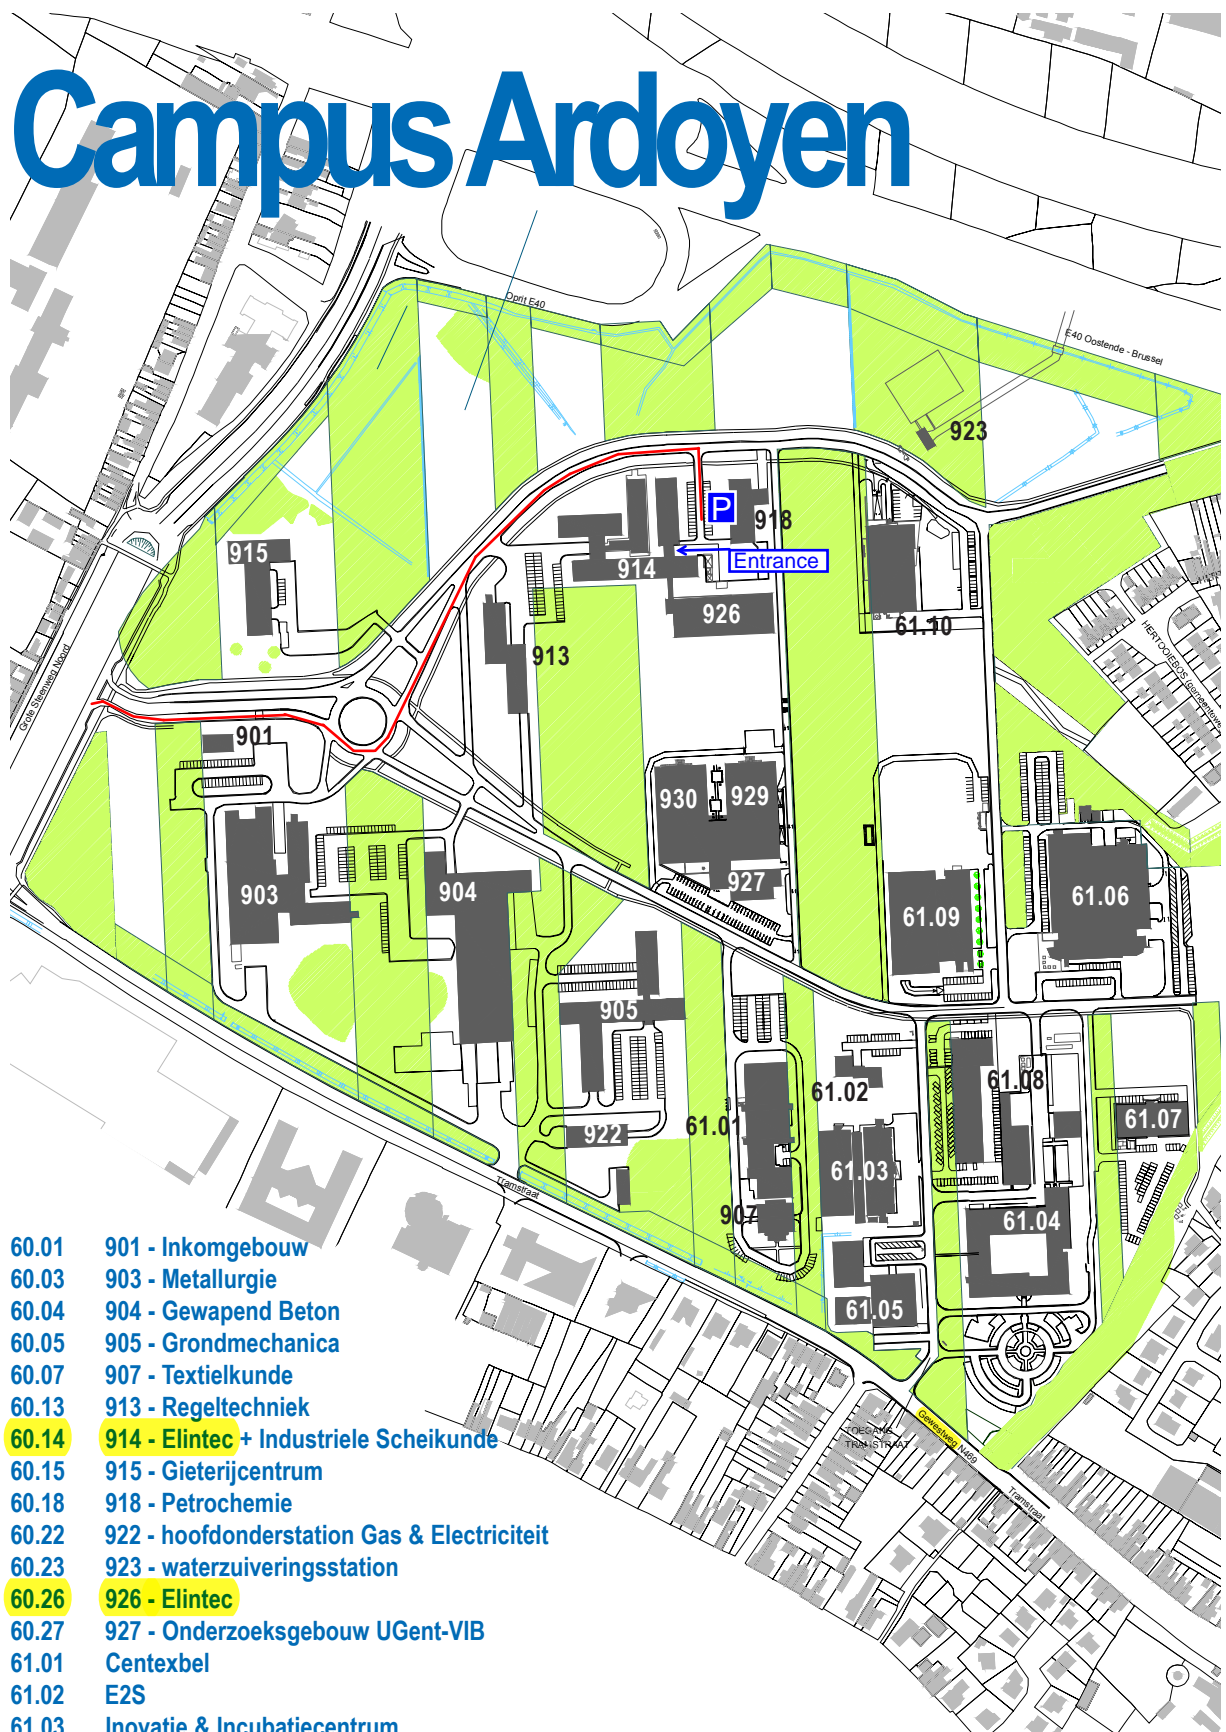 Campus Ardoyen
Oprit E40
E40 Oostende - Brussel
923
P
918
915
Entrance
914
926
61.10
HERTOOIEBOS (gemeenteweg
913
Grote Steenweg Noord
901
930
929
927
903
904
61.09
61.06
905
61.02
61.08
61.01
61.07
922
61.03
Tramstraat
907
61.04
61.05
Gewestweg N469
TOEGANG
TRAMSTRAAT
Tramstraat
60.01 901 - Inkomgebouw
60.03 903 - Metallurgie
60.04 904 - Gewapend Beton
60.05 905 - Grondmechanica
60.07 907 - Textielkunde
60.13 913 - Regeltechniek
60.14 914 - Elintec + Industriele Scheikunde
60.15 915 - Gieterijcentrum
60.18 918 - Petrochemie
60.22 922 - hoofdonderstation Gas & Electriciteit
60.23 923 - waterzuiveringsstation
60.26 926 - Elintec
60.27 927 - Onderzoeksgebouw UGent-VIB
61.01 Centexbel
61.02 E2S
61.03 Inovatie & Incubatiecentrum